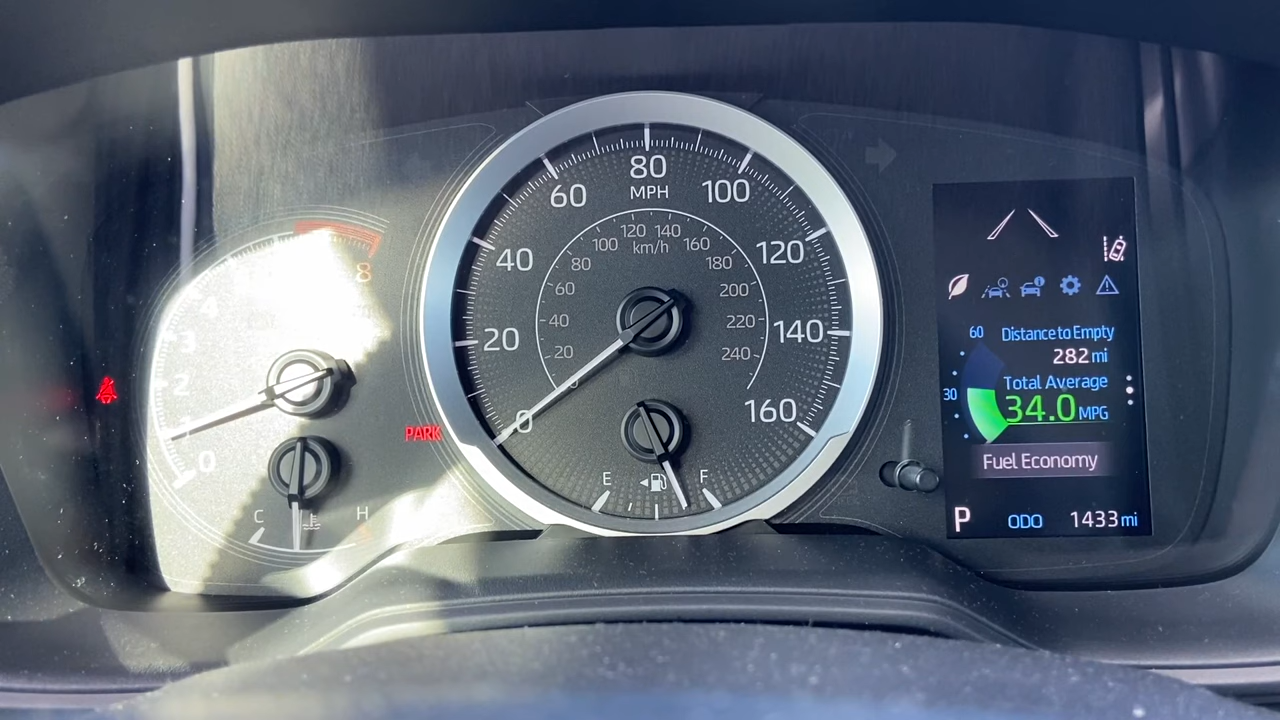 8
4
3
2
1
0
C
H
PARK
0
20
40
60
80
100
120
140
160
MPH
0
20
40
60
80
100
120
140
160
180
200
220
240
km/h
E
F
60
30
Distance to Empty
282 mi
Total Average
34.0 MPG
Fuel Economy
P
ODO 1433 mi